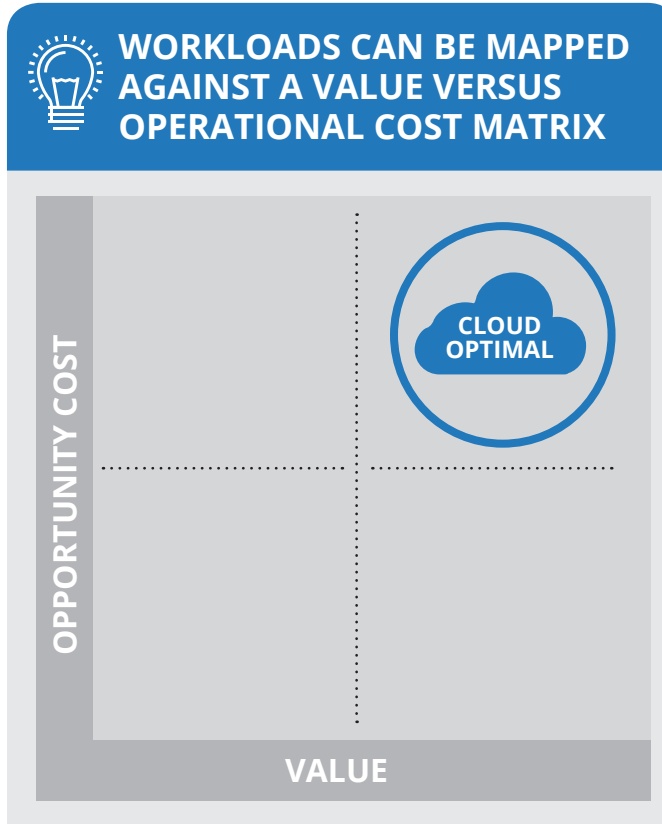 WORKLOADS CAN BE MAPPED
AGAINST A VALUE VERSUS
OPERATIONAL COST MATRIX
CLOUD
OPTIMAL
OPPORTUNITY COST
VALUE